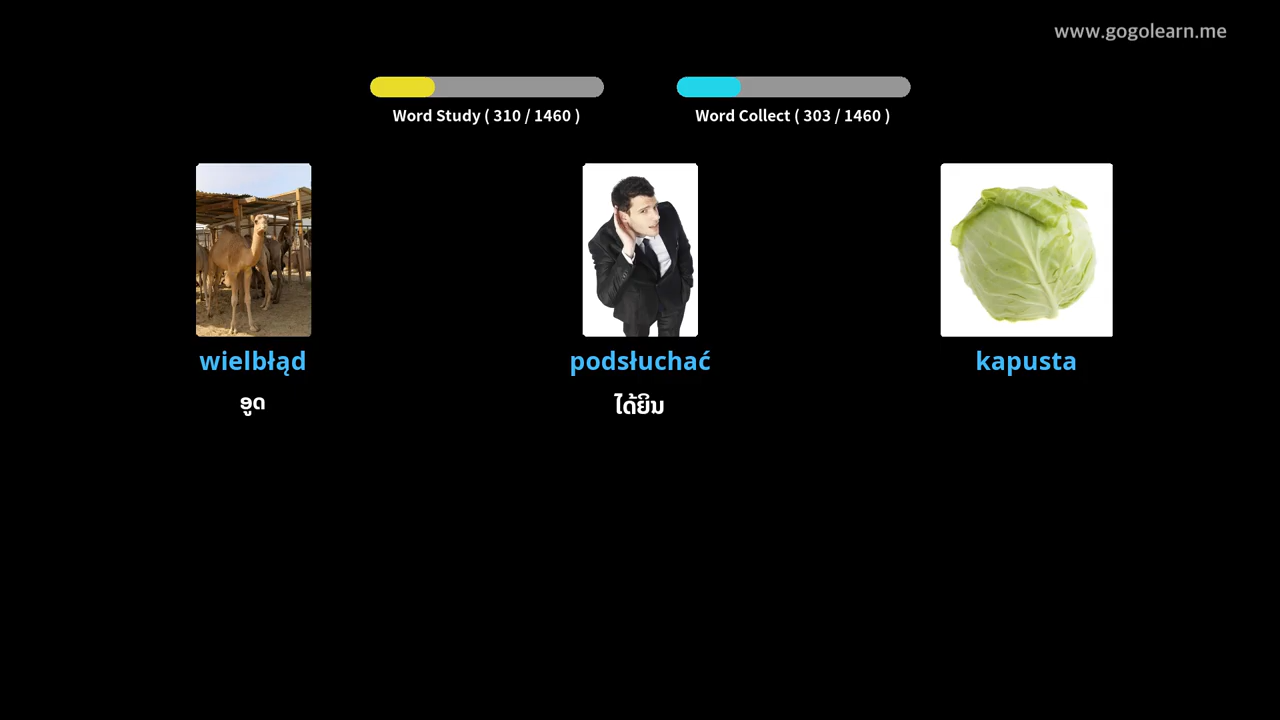 www.gogolearn.me
Word Study ( 310 / 1460 )
Word Collect ( 303 / 1460 )
wielbłąd
podsłuchać
kapusta
ອູດ
ໄດ້ຍິນ